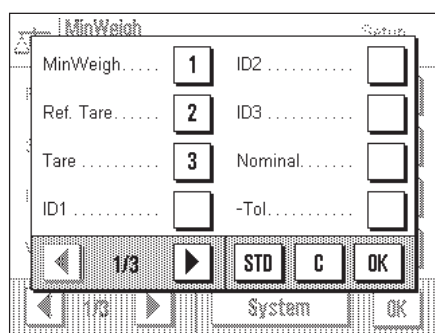 MinWeigh Setup
MinWeigh..... 1 ID2 ............
Ref. Tare....... 2 ID3 ............
Tare ........... 3 Nominal.......
ID1 ............ -Tol............
1/3 STD C OK
1/3 System OK